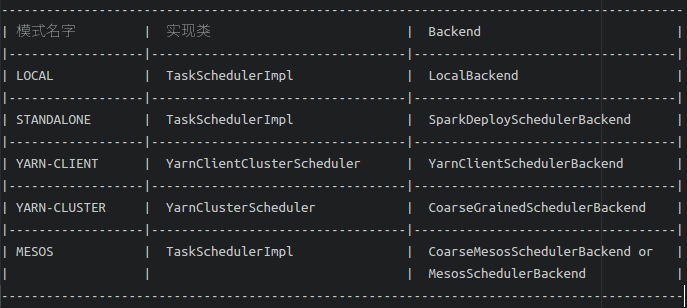 模式名字 | 实现类 | Backend
LOCAL | TaskSchedulerImpl | LocalBackend
STANDALONE | TaskSchedulerImpl | SparkDeploySchedulerBackend
YARN-CLIENT | YarnClientClusterScheduler | YarnClientSchedulerBackend
YARN-CLUSTER | YarnClusterScheduler | CoarseGrainedSchedulerBackend
MESOS | TaskSchedulerImpl | CoarseMesosSchedulerBackend or
| | MesosSchedulerBackend